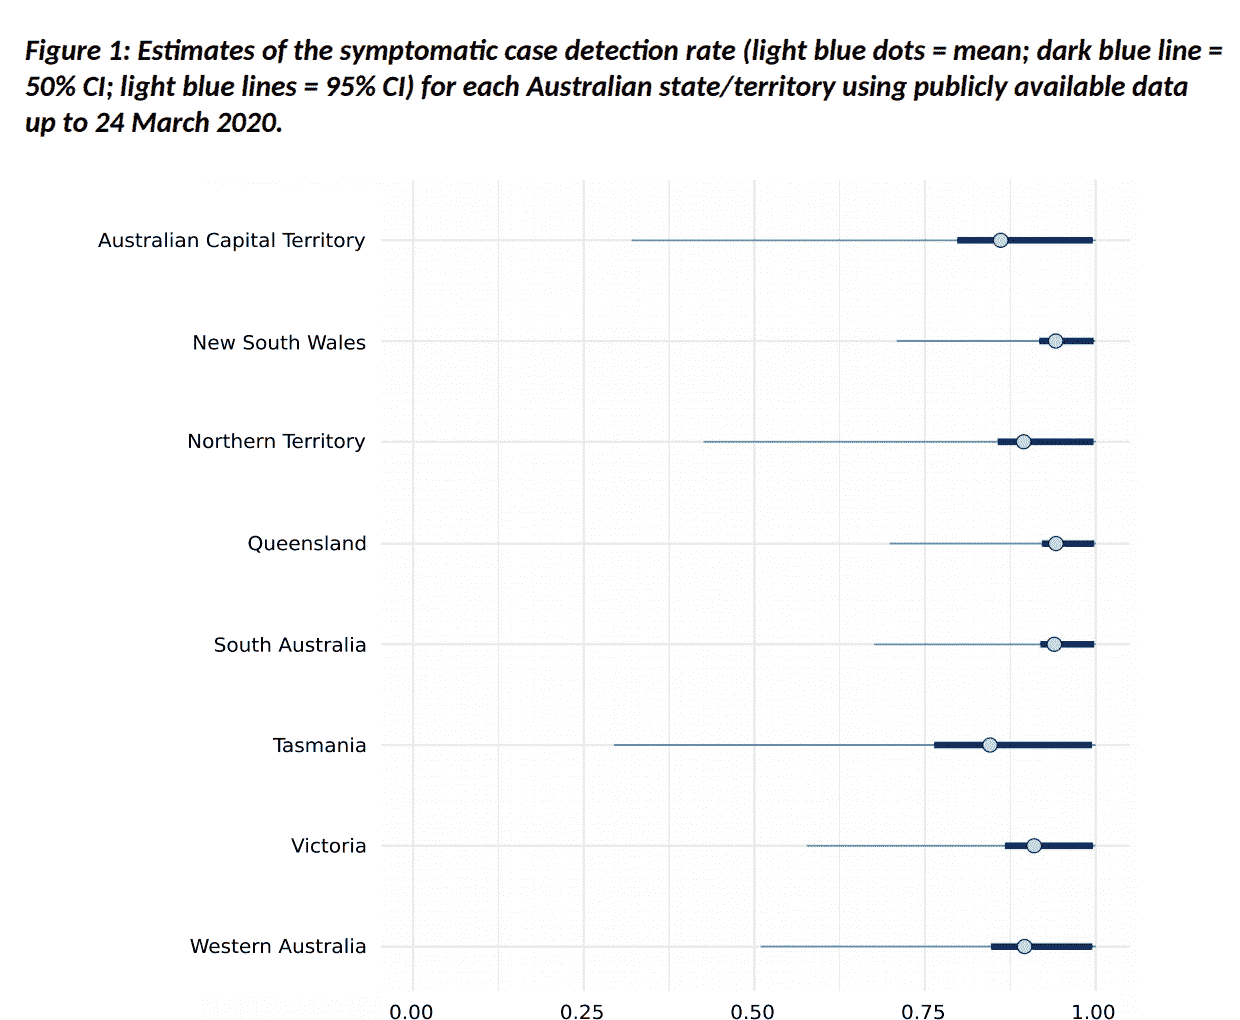 Figure 1: Estimates of the symptomatic case detection rate (light blue dots = mean; dark blue line =
50% CI; light blue lines = 95% CI) for each Australian state/territory using publicly available data
up to 24 March 2020.
Australian Capital Territory
New South Wales
Northern Territory
Queensland
South Australia
Tasmania
Victoria
Western Australia
0.00 0.25 0.50 0.75 1.00